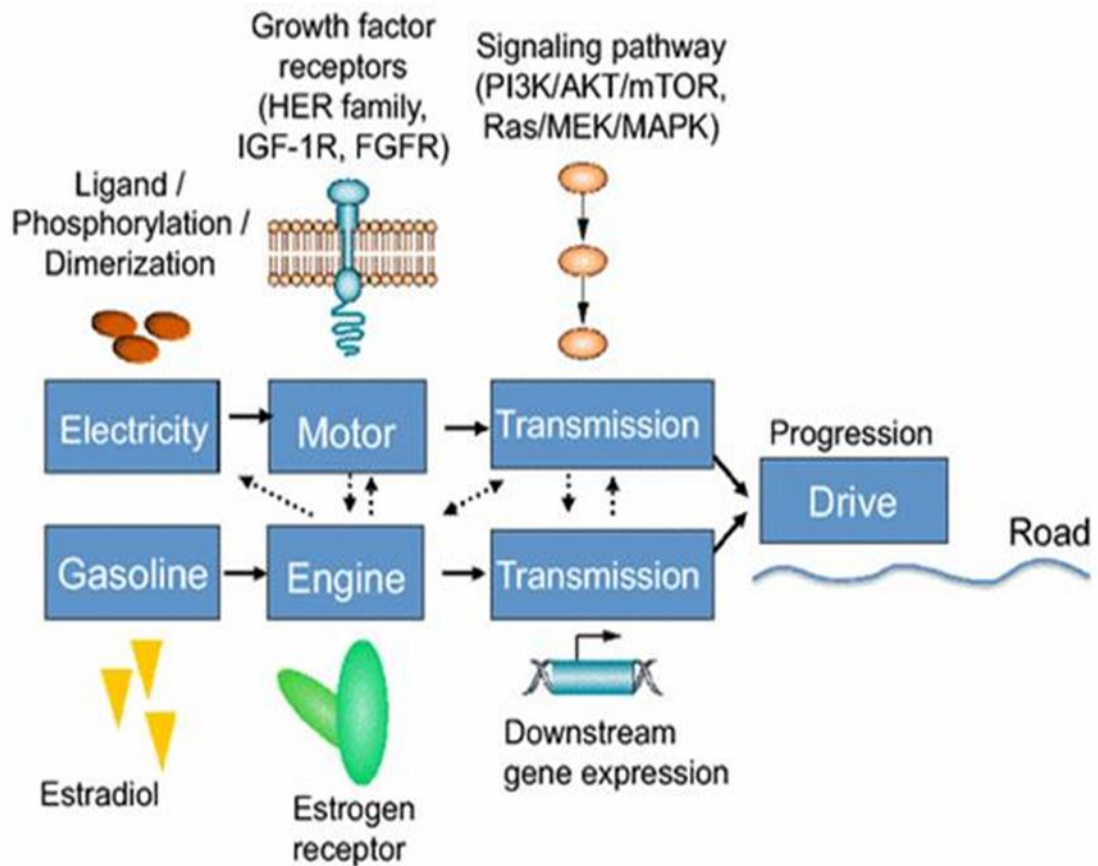 Growth factor
receptors
(HER family,
IGF-1R, FGFR)
Signaling pathway
(PI3K/AKT/mTOR,
Ras/MEK/MAPK)
Ligand /
Phosphorylation /
Dimerization
Electricity
Motor
Transmission
Progression
Drive
Road
Gasoline
Engine
Transmission
Estradiol
Estrogen
receptor
Downstream
gene expression